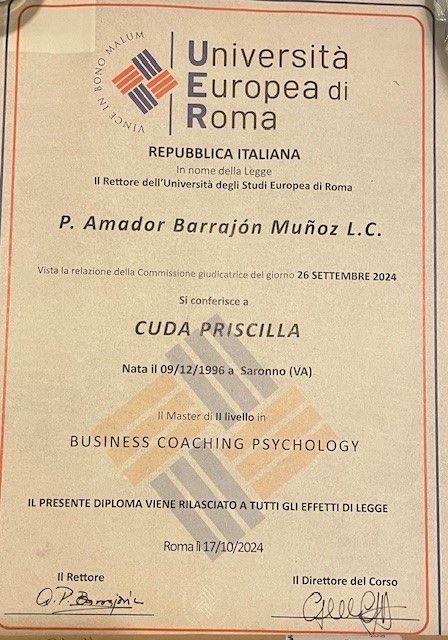 VINCE IN BONO MALUM
Università
Europea di
Roma
REPUBBLICA ITALIANA
In nome della Legge
Il Rettore dell'Università degli Studi Europea di Roma
P. Amador Barrajón Muñoz L.C.
Vista la relazione della Commissione giudicatrice del giorno 26 SETTEMBRE 2024
Si conferisce a
CUDA PRISCILLA
Nata il 09/12/1996 a Saronno (VA)
Il Master di II livello in
BUSINESS COACHING PSYCHOLOGY
IL PRESENTE DIPLOMA VIENE RILASCIATO A TUTTI GLI EFFETTI DI LEGGE
Roma lì 17/10/2024
Il Rettore
Il Direttore del Corso